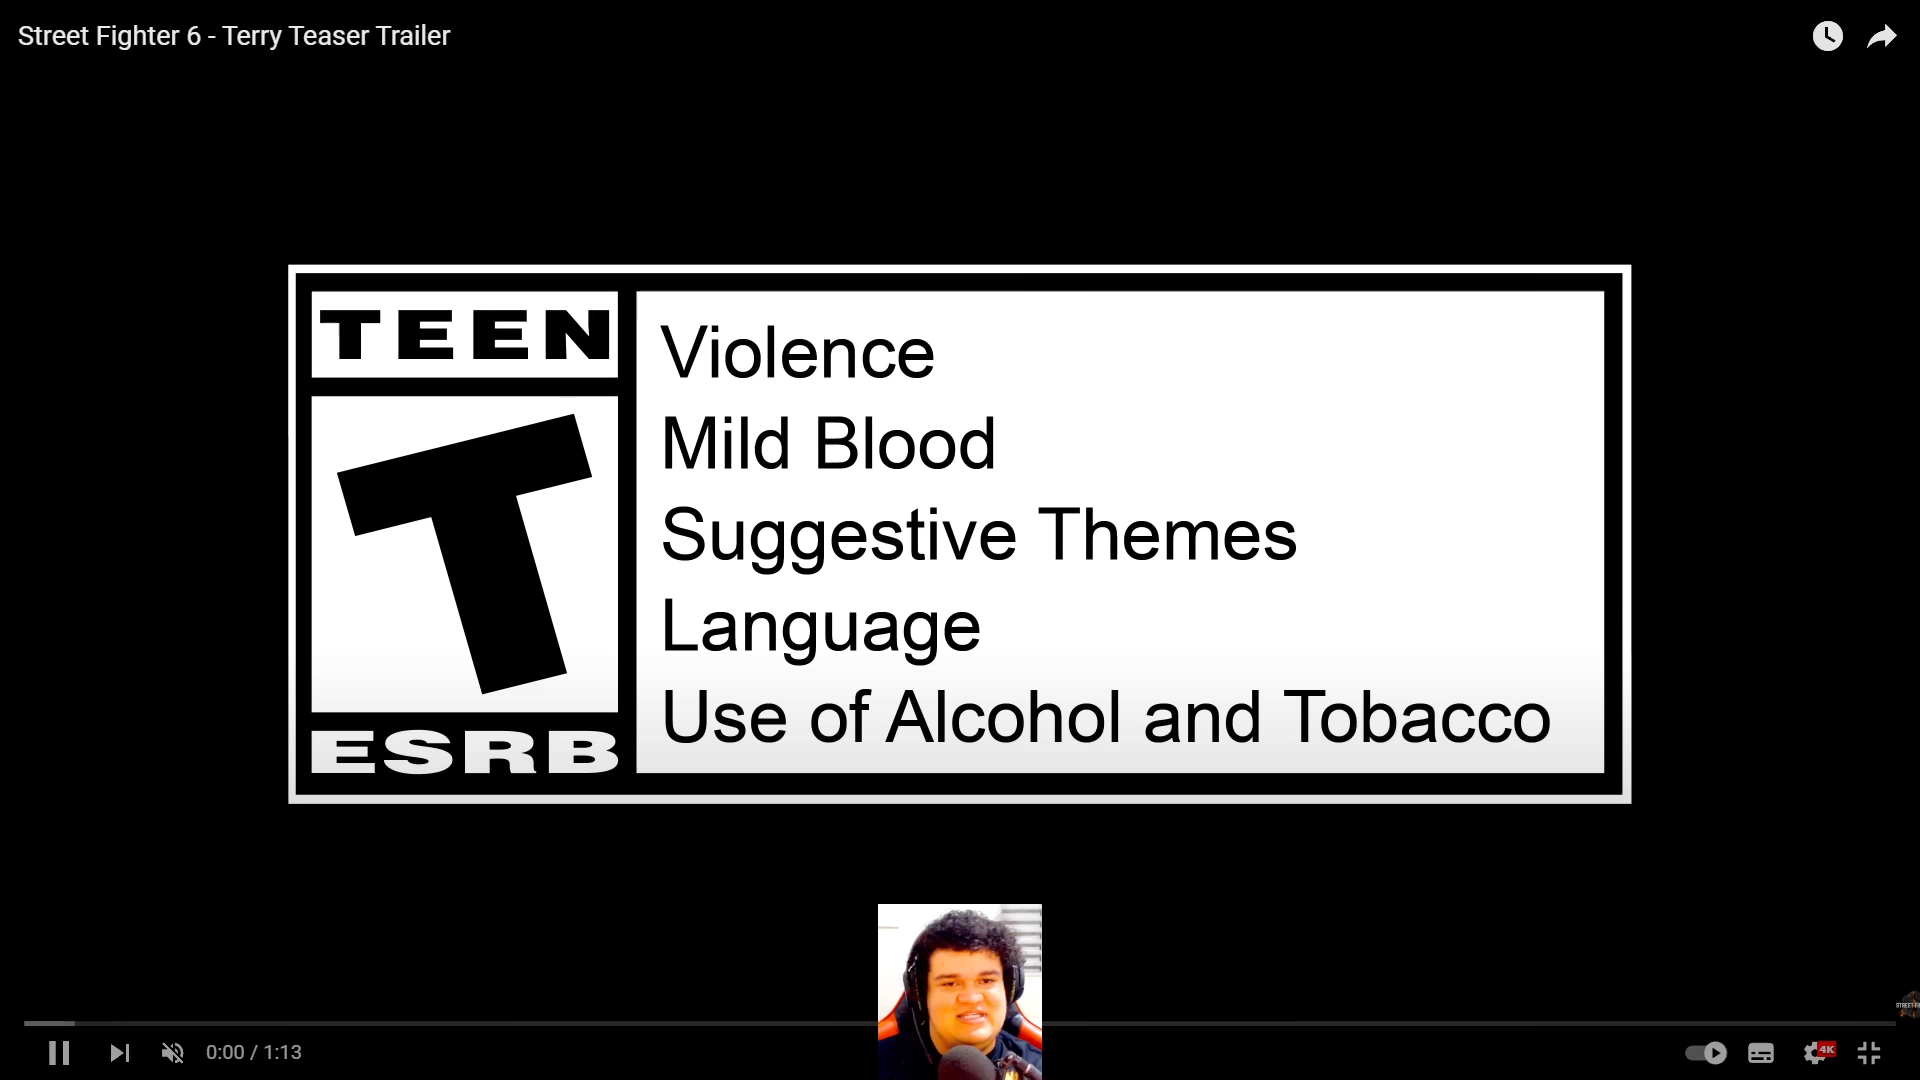 Street Fighter 6 - Terry Teaser Trailer
TEEN
T
ESRB
Violence
Mild Blood
Suggestive Themes
Language
Use of Alcohol and Tobacco
0:00 / 1:13
4K